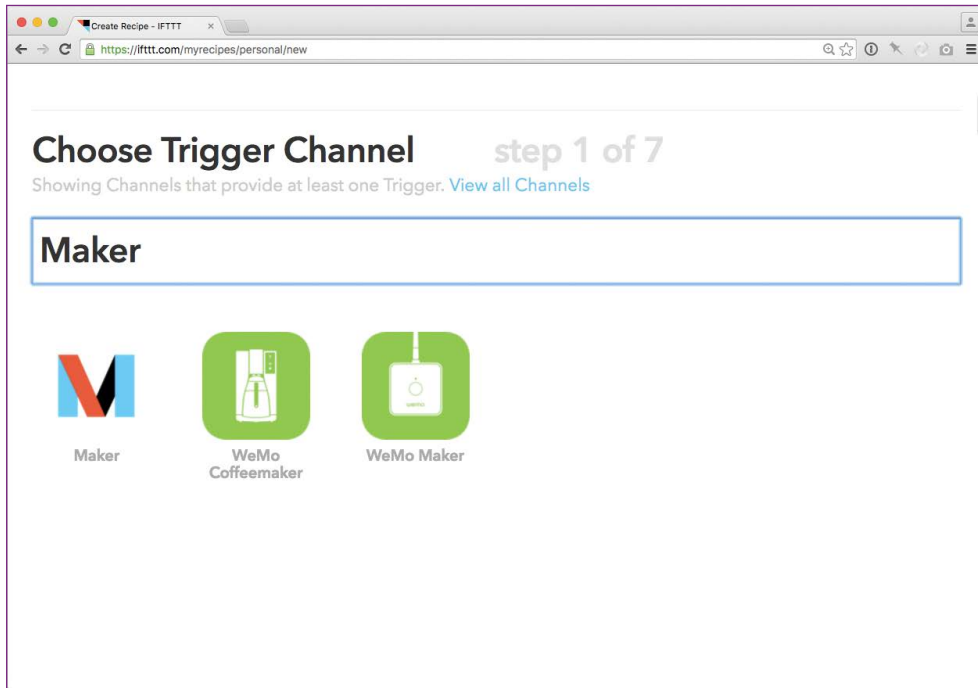 Create Recipe - IFTTT
https://ifttt.com/myrecipes/personal/new
Choose Trigger Channel step 1 of 7
Showing Channels that provide at least one Trigger. View all Channels
Maker
Maker
WeMo
Coffeemaker
WeMo Maker
wemo